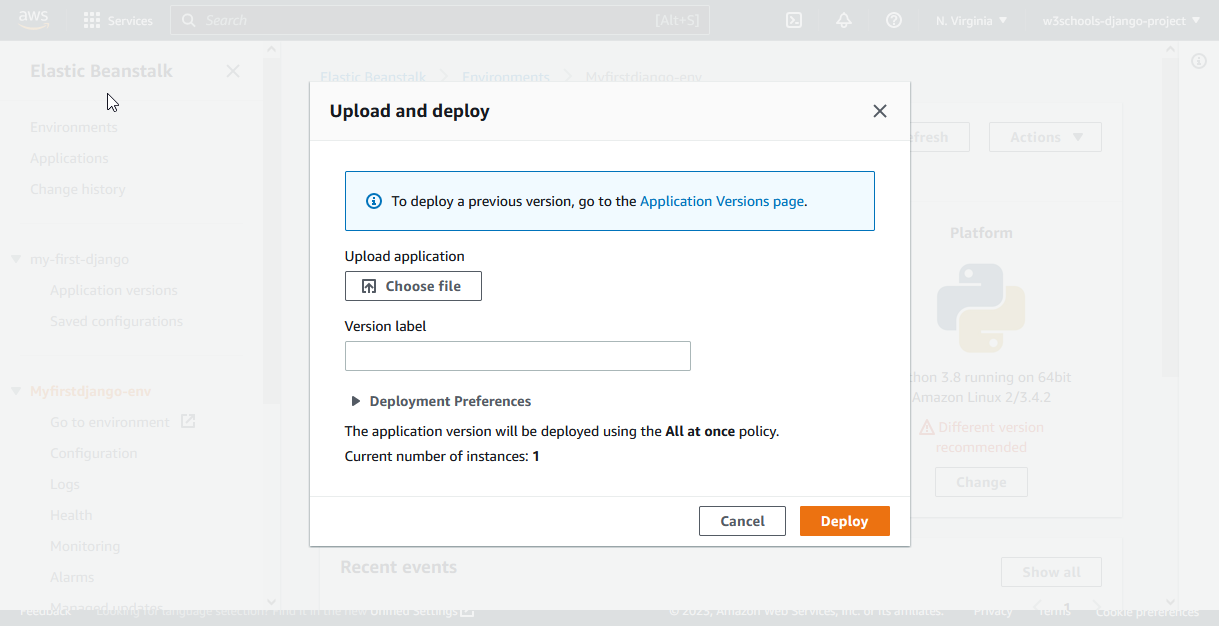 aws
Services
Search
[Alt+S]
N. Virginia
w3schools-django-project
Elastic Beanstalk
Environments
Applications
Change history
my-first-django
Application versions
Saved configurations
Myfirstdjango-env
Go to environment
Configuration
Logs
Health
Monitoring
Alarms
Managed updates
Elastic Beanstalk
Environments
Myfirstdjango-env
Upload and deploy
To deploy a previous version, go to the Application Versions page.
Upload application
Choose file
Version label
Deployment Preferences
The application version will be deployed using the All at once policy.
Current number of instances: 1
Cancel
Deploy
efresh
Actions
Platform
thon 3.8 running on 64bit
Amazon Linux 2/3.4.2
Different version
recommended
Change
Recent events
Show all
1
Feedback
Looking for language selection? Find it in the new Unified Settings
© 2023, Amazon Web Services, Inc. or its affiliates.
Privacy
Terms
Cookie preferences